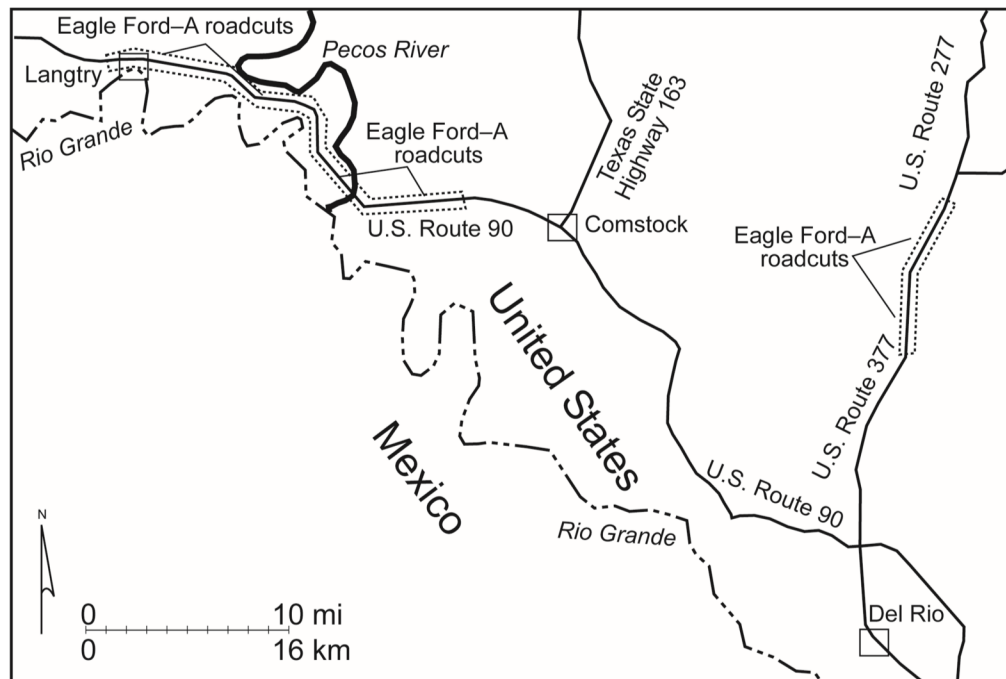 Eagle Ford–A roadcuts
Pecos River
Langtry
Rio Grande
Eagle Ford–A
roadcuts
Texas State
Highway 163
U.S. Route 277
U.S. Route 90
Comstock
Eagle Ford–A
roadcuts
United States
Mexico
U.S. Route 377
U.S. Route 90
Rio Grande
N
0 10 mi
0 16 km
Del Rio